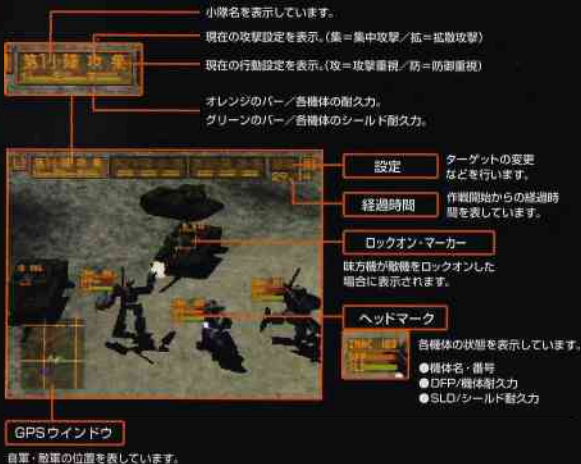 小隊名を表示しています。
現在の攻撃設定を表示。(集=集中攻撃/拡=拡散攻撃)
現在の行動設定を表示。(攻=攻撃重視/防=防御重視)
オレンジのバー/各機体の耐久力。
グリーンのバー/各機体のシールド耐久力。
第1小隊 攻 集
設定
ターゲットの変更
などを行います。
経過時間
作戦開始からの経過時
間を表しています。
ロックオン・マーカー
味方機が敵機をロックオンした
場合に表示されます。
ヘッドマーク
各機体の状態を表示しています。
●機体名・番号
●DFP/機体耐久力
●SLD/シールド耐久力
GPSウインドウ
自軍・敵軍の位置を表しています。